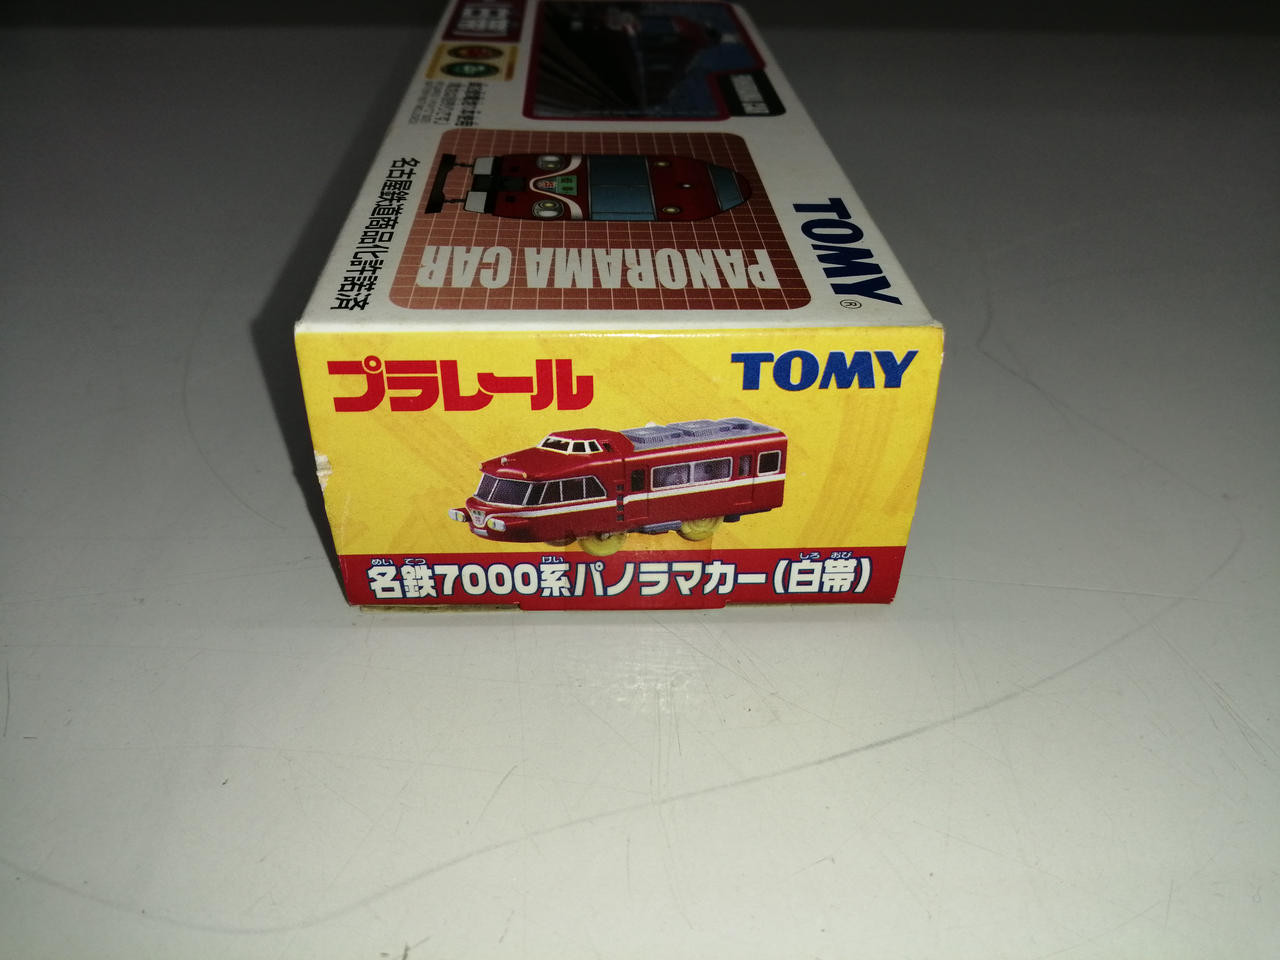 白帯)
TOMY®
PANORAMA CAR
名古屋鉄道商品化許諾済
プラレール
TOMY
めい てつ けい しろ おび
名鉄7000系パノラマカー(白帯)